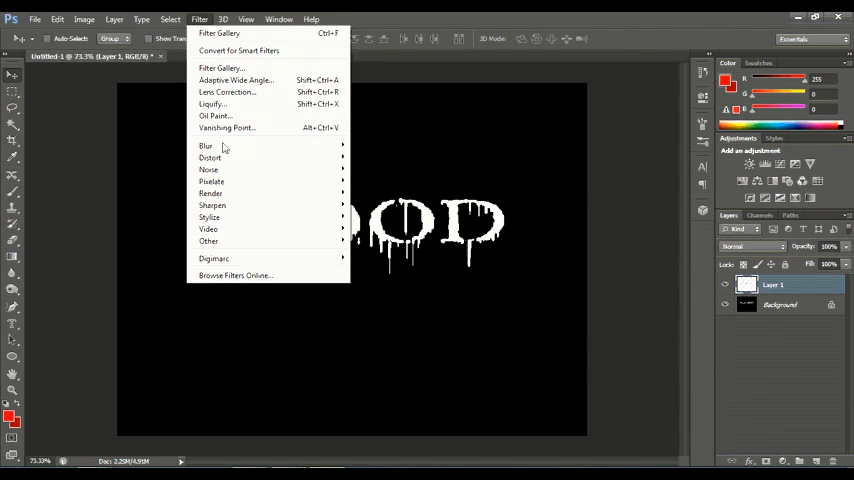 Ps File Edit Image Layer Type Select Filter 3D View Window Help
Auto-Select: Group Show Transform 3D Mode: Essentials
Untitled-1 @ 73.3% (Layer 1, RGB/8) * ×
Filter Gallery Ctrl+F
Convert for Smart Filters
Filter Gallery...
Adaptive Wide Angle... Shift+Ctrl+A
Lens Correction... Shift+Ctrl+R
Liquify... Shift+Ctrl+X
Oil Paint...
Vanishing Point... Alt+Ctrl+V
Blur
Distort
Noise
Pixelate
Render
Sharpen
Stylize
Video
Other
Digimarc
Browse Filters Online...
OOD
Color Swatches
R 255
G 0
B 0
Adjustments Styles
Add an adjustment
Layers Channels Paths
Kind
Normal Opacity: 100%
Lock: Fill: 100%
Layer 1
Background
73.33% Doc: 2.25M/4.91M